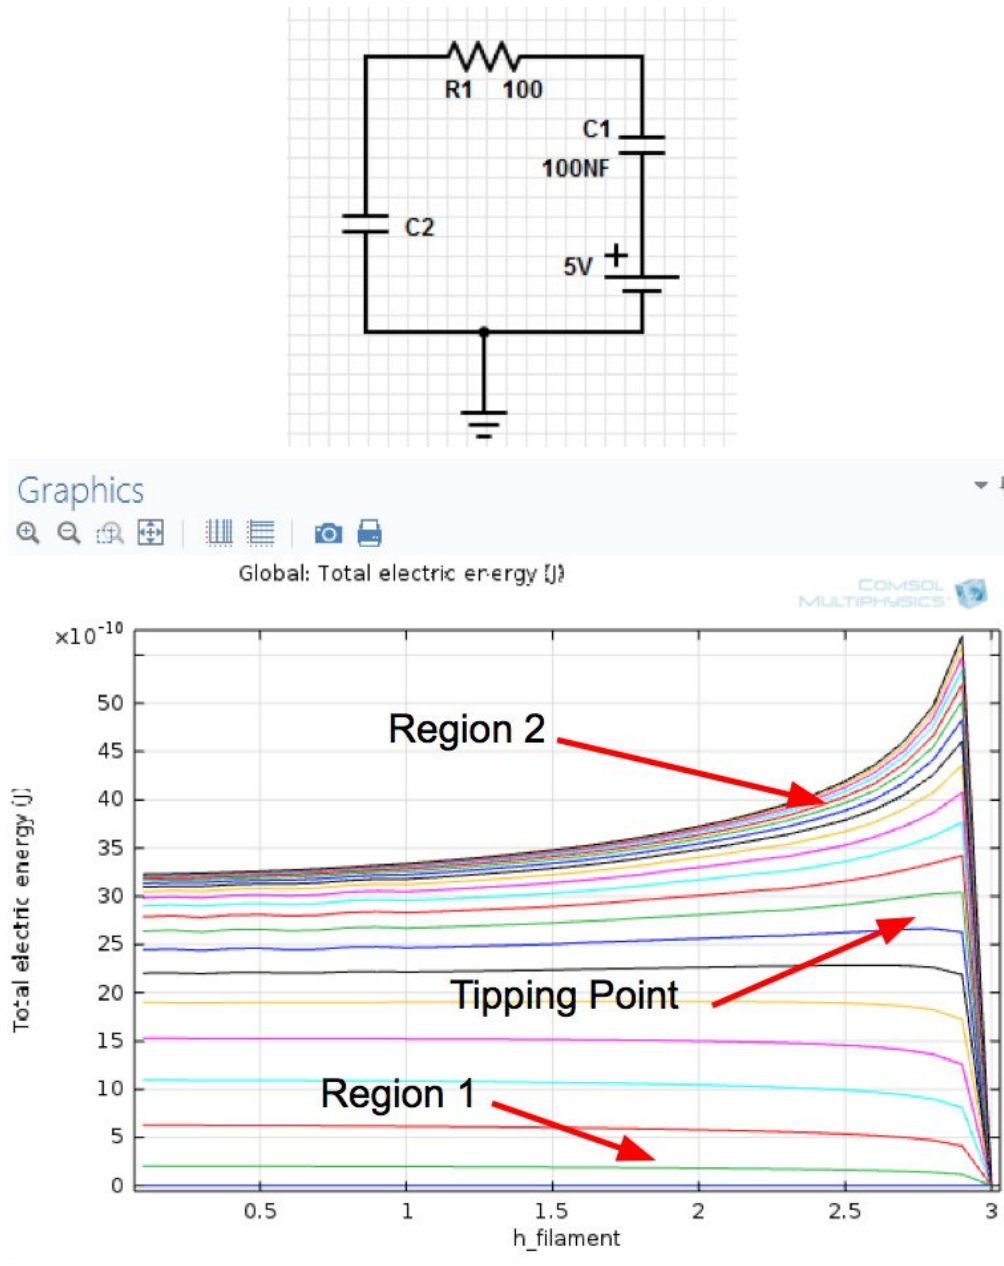 R1 100
C1
100NF
C2
+
5V
Graphics
Global: Total electric energy (J)
COMSOL
MULTIPHYSICS
×10⁻¹⁰
50
45
40
35
30
25
20
15
10
5
0
Total electric energy (J)
Region 2
Tipping Point
Region 1
0.5
1
1.5
2
2.5
3
h_filament